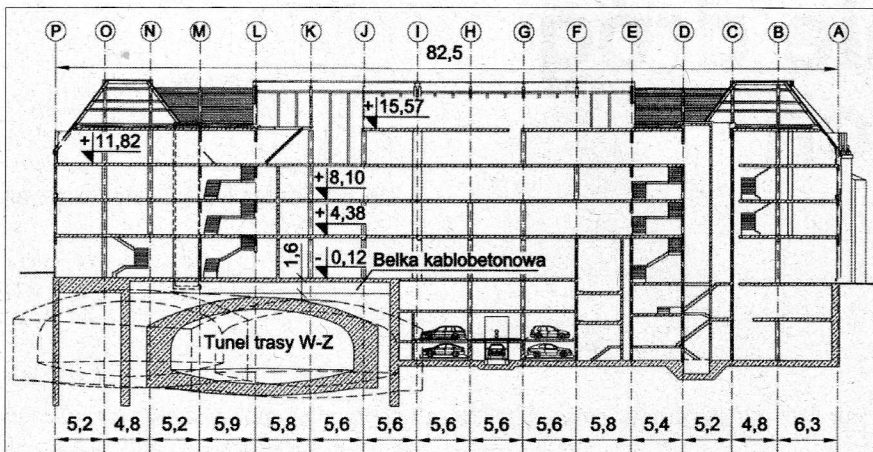 P O N M L K J I H G F E D C B A
82,5
+15,57
+11,82
+8,10
+4,38
1,6
- 0,12 Belka kablobetonowa
Tunel trasy W-Z
5,2 4,8 5,2 5,9 5,8 5,6 5,6 5,6 5,6 5,6 5,8 5,4 5,2 4,8 6,3